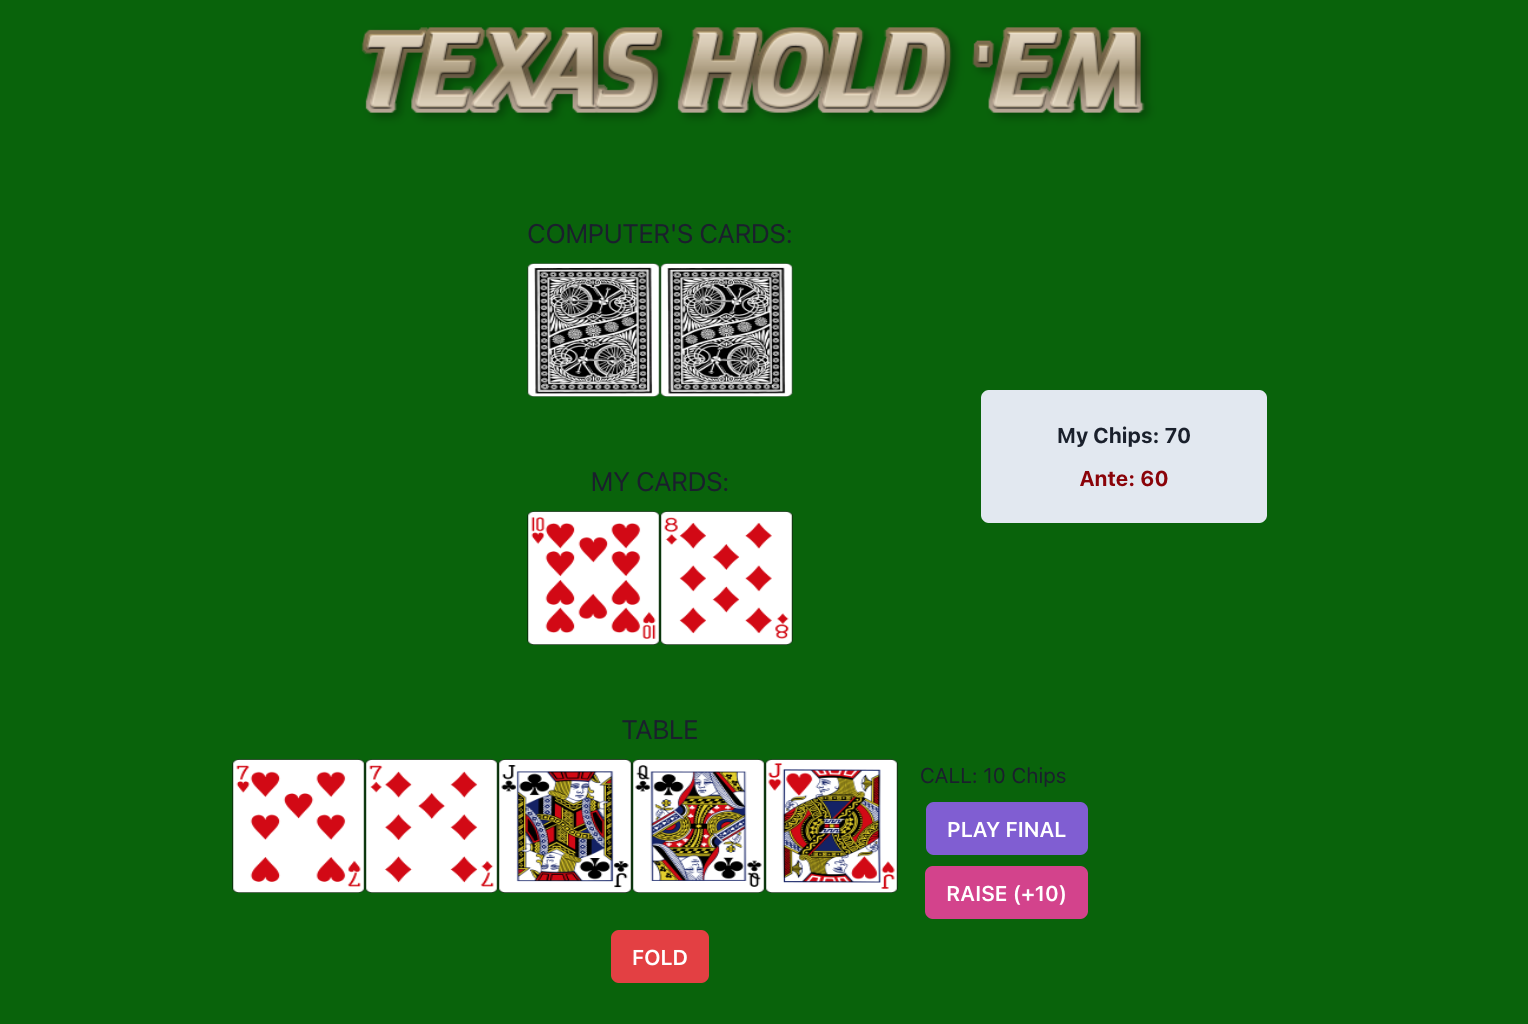 TEXAS HOLD 'EM
COMPUTER'S CARDS:
My Chips: 70
Ante: 60
MY CARDS:
10 8
10 8
TABLE
7 7 J Q J
7 7 J Q J
CALL: 10 Chips
PLAY FINAL
RAISE (+10)
FOLD